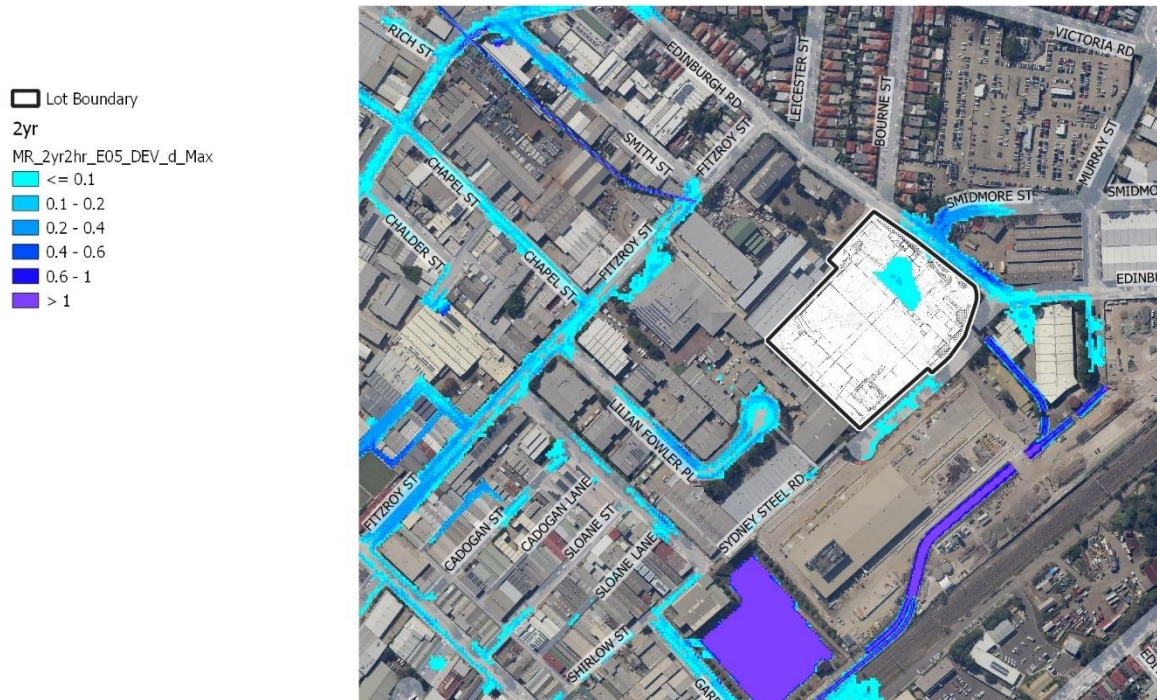 Lot Boundary
2yr
MR_2yr2hr_E05_DEV_d_Max
<= 0.1
0.1 - 0.2
0.2 - 0.4
0.4 - 0.6
0.6 - 1
> 1
RICH ST
EDINBURGH RD
LEICESTER ST
VICTORIA RD
BOURNE ST
MURRAY ST
SMITH ST
FITZROY ST
SMIDMORE ST
SMIDMO
CHAPEL ST
CHALDER ST
CHAPEL ST
FITZROY ST
EDINBU
LILIAN FOWLER PL
SYDNEY STEEL RD
FITZROY ST
CADOGAN ST
CADOGAN LANE
SLOANE ST
SLOANE LANE
SHIRLOW ST
GAR